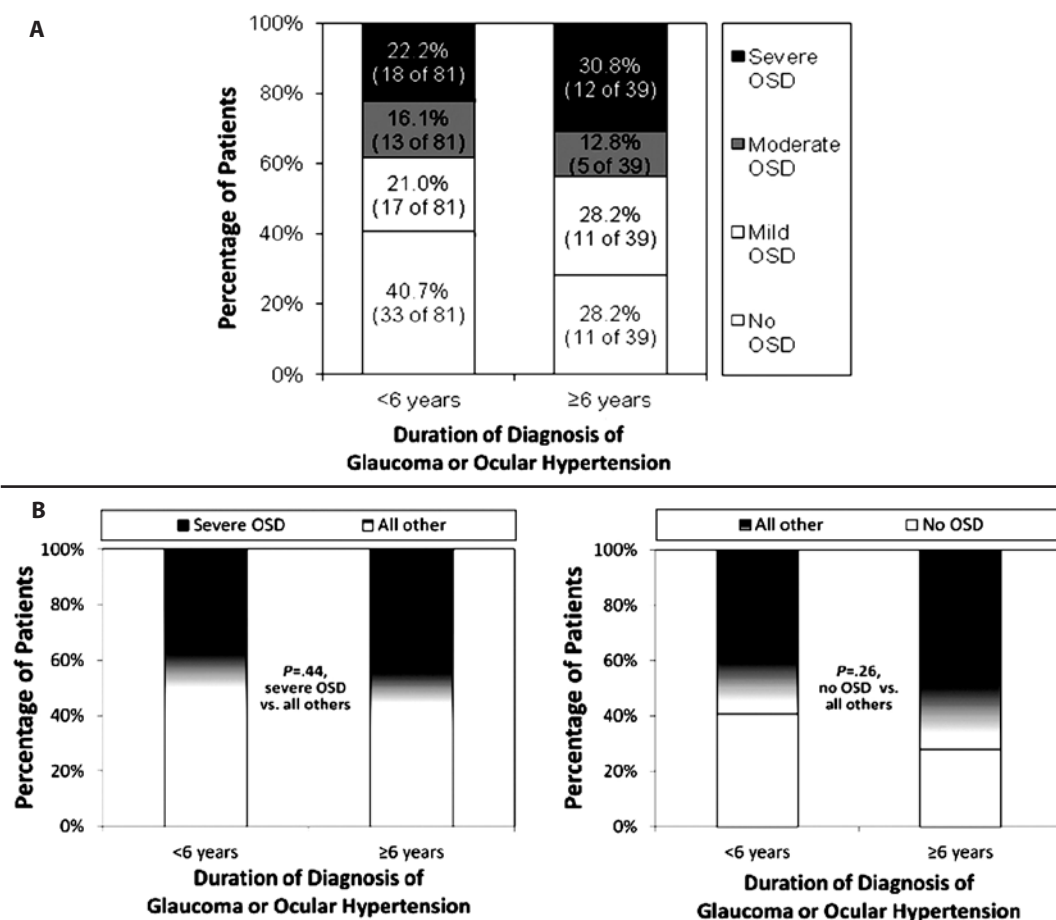 A
Percentage of Patients
100%
80%
60%
40%
20%
0%
22.2%
(18 of 81)
16.1%
(13 of 81)
21.0%
(17 of 81)
40.7%
(33 of 81)
30.8%
(12 of 39)
12.8%
(5 of 39)
28.2%
(11 of 39)
28.2%
(11 of 39)
Severe
OSD
Moderate
OSD
Mild
OSD
No
OSD
<6 years
≥6 years
Duration of Diagnosis of
Glaucoma or Ocular Hypertension
B
Severe OSD
All other
Percentage of Patients
100%
80%
60%
40%
20%
0%
P=.44,
severe OSD
vs. all others
<6 years
≥6 years
Duration of Diagnosis of
Glaucoma or Ocular Hypertension
All other
No OSD
Percentage of Patients
100%
80%
60%
40%
20%
0%
P=.26,
no OSD vs.
all others
<6 years
≥6 years
Duration of Diagnosis of
Glaucoma or Ocular Hypertension